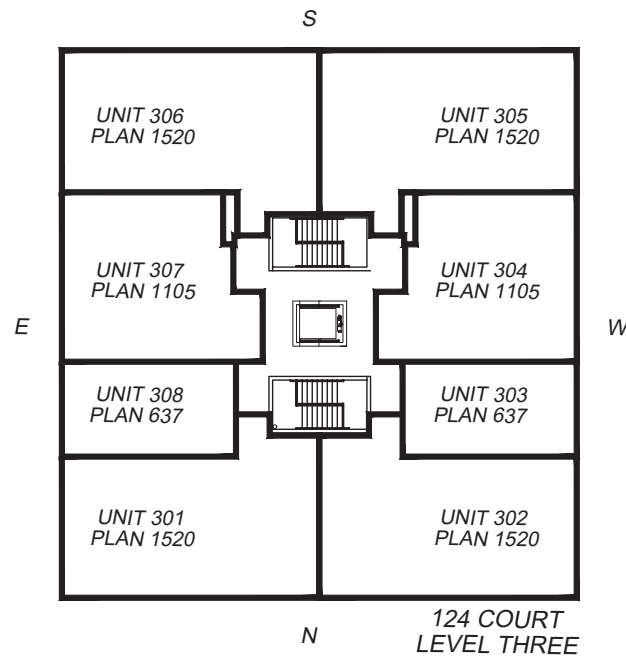 S
UNIT 306
PLAN 1520
UNIT 305
PLAN 1520
UNIT 307
PLAN 1105
UNIT 304
PLAN 1105
E
W
UNIT 308
PLAN 637
UNIT 303
PLAN 637
UNIT 301
PLAN 1520
UNIT 302
PLAN 1520
N
124 COURT
LEVEL THREE